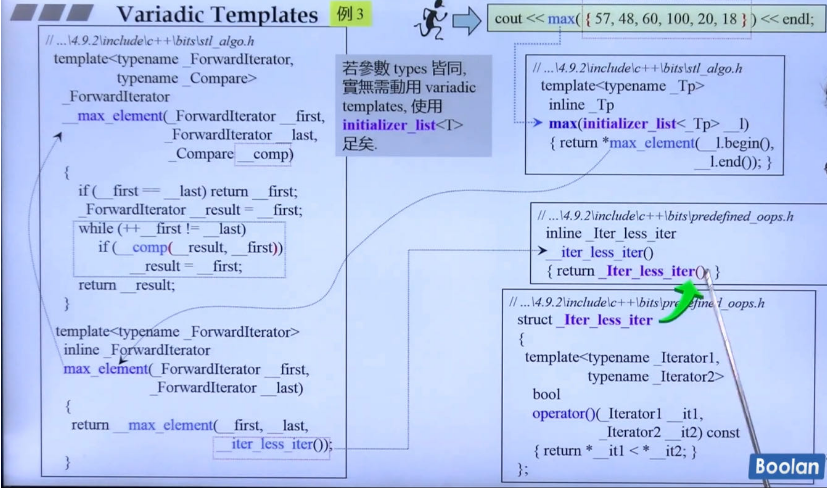 Variadic Templates 例 3
// ...\4.9.2\include\c++\bits\stl_algo.h
template<typename _ForwardIterator,
typename _Compare>
_ForwardIterator
__max_element(_ForwardIterator __first,
_ForwardIterator __last,
_Compare __comp)
{
if (__first == __last) return __first;
_ForwardIterator __result = __first;
while (++__first != __last)
if (__comp(__result, __first))
__result = __first;
return __result;
}
template<typename _ForwardIterator>
inline _ForwardIterator
max_element(_ForwardIterator __first,
_ForwardIterator __last)
{
return __max_element(__first, __last,
__iter_less_iter());
}
若參數 types 皆同,
實無需動用 variadic
templates, 使用
initializer_list<T>
足矣.
cout << max( { 57, 48, 60, 100, 20, 18 } ) << endl;
// ...\4.9.2\include\c++\bits\stl_algo.h
template<typename _Tp>
inline _Tp
max(initializer_list<_Tp> __l)
{ return *max_element(__l.begin(),
__l.end()); }
// ...\4.9.2\include\c++\bits\predefined_oops.h
inline _Iter_less_iter
__iter_less_iter()
{ return _Iter_less_iter(); }
// ...\4.9.2\include\c++\bits\predefined_oops.h
struct _Iter_less_iter
{
template<typename _Iterator1,
typename _Iterator2>
bool
operator()(_Iterator1 __it1,
_Iterator2 __it2) const
{ return *__it1 < *__it2; }
};
Boolan